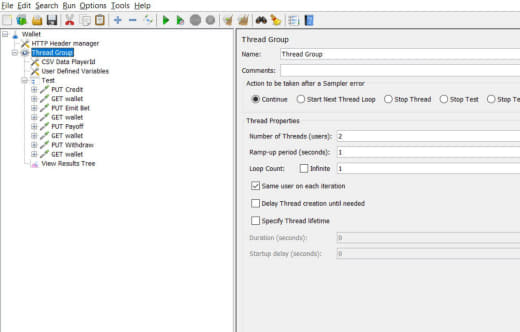 File Edit Search Run Options Tools Help
Wallet
HTTP Header manager
Thread Group
CSV Data PlayerId
User Defined Variables
Test
PUT Credit
GET wallet
PUT Emit Bet
GET wallet
PUT Payoff
GET wallet
PUT Withdraw
GET wallet
View Results Tree
Thread Group
Name: Thread Group
Comments:
Action to be taken after a Sampler error
Continue Start Next Thread Loop Stop Thread Stop Test Stop Te
Thread Properties
Number of Threads (users): 2
Ramp-up period (seconds): 1
Loop Count: Infinite 1
Same user on each iteration
Delay Thread creation until needed
Specify Thread lifetime
Duration (seconds): 0
Startup delay (seconds): 0